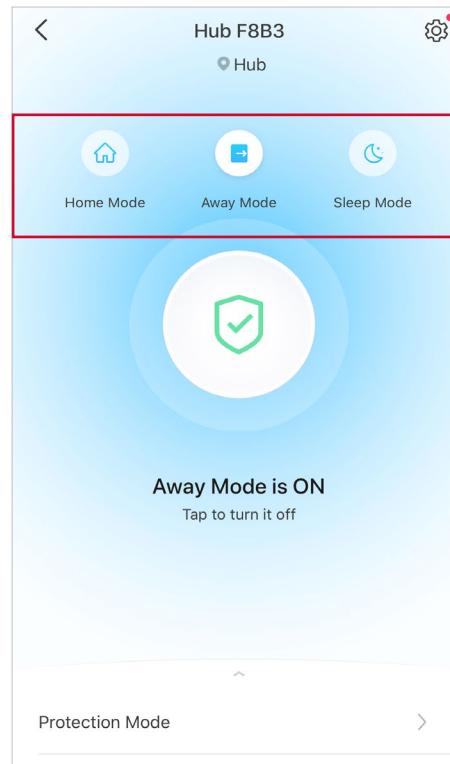 Hub F8B3
Hub
Home Mode Away Mode Sleep Mode
Away Mode is ON
Tap to turn it off
Protection Mode